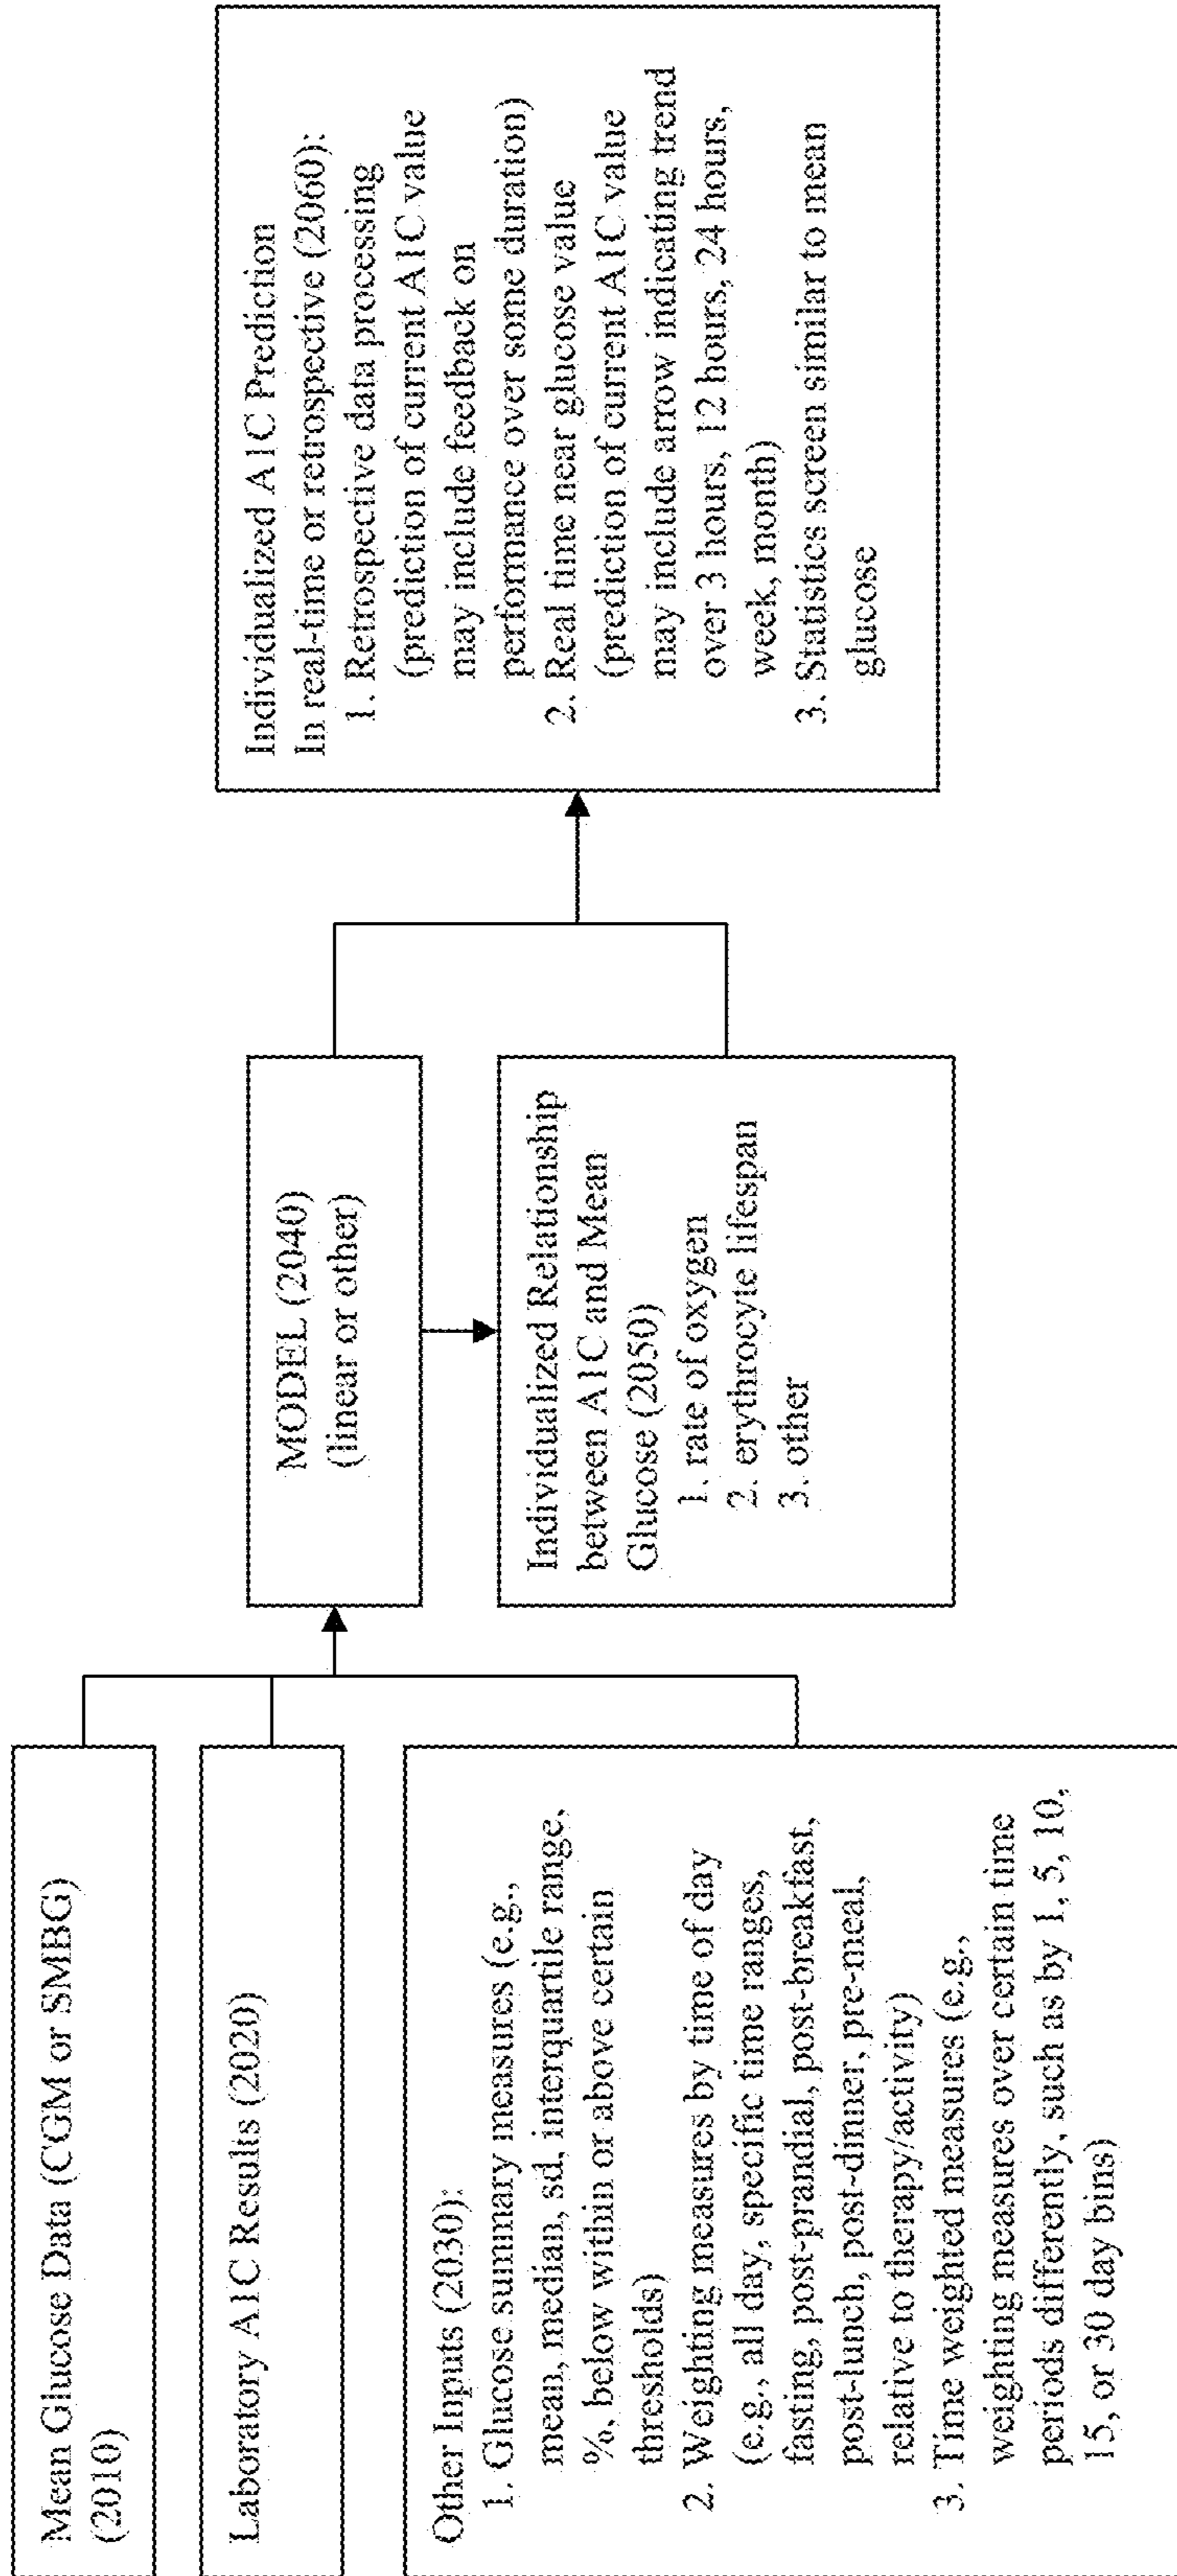 Mean Glucose Data (CGM or SMBG)
(2010)
Laboratory A1C Results (2020)
Other Inputs (2030):
1. Glucose summary measures (e.g.,
mean, median, sd, interquartile range,
%, below within or above certain
thresholds)
2. Weighting measures by time of day
(e.g., all day, specific time ranges,
fasting, post-prandial, post-breakfast,
post-lunch, post-dinner, pre-meal,
relative to therapy/activity)
3. Time weighted measures (e.g.,
weighting measures over certain time
periods differently, such as by 1, 5, 10,
15, or 30 day bins)
MODEL (2040)
(linear or other)
Individualized Relationship
between A1C and Mean
Glucose (2050)
1. rate of oxygen
2. erythrocyte lifespan
3. other
Individualized A1C Prediction
In real-time or retrospective (2060):
1. Retrospective data processing
(prediction of current A1C value
may include feedback on
performance over some duration)
2. Real time near glucose value
(prediction of current A1C value
may include arrow indicating trend
over 3 hours, 12 hours, 24 hours,
week, month)
3. Statistics screen similar to mean
glucose